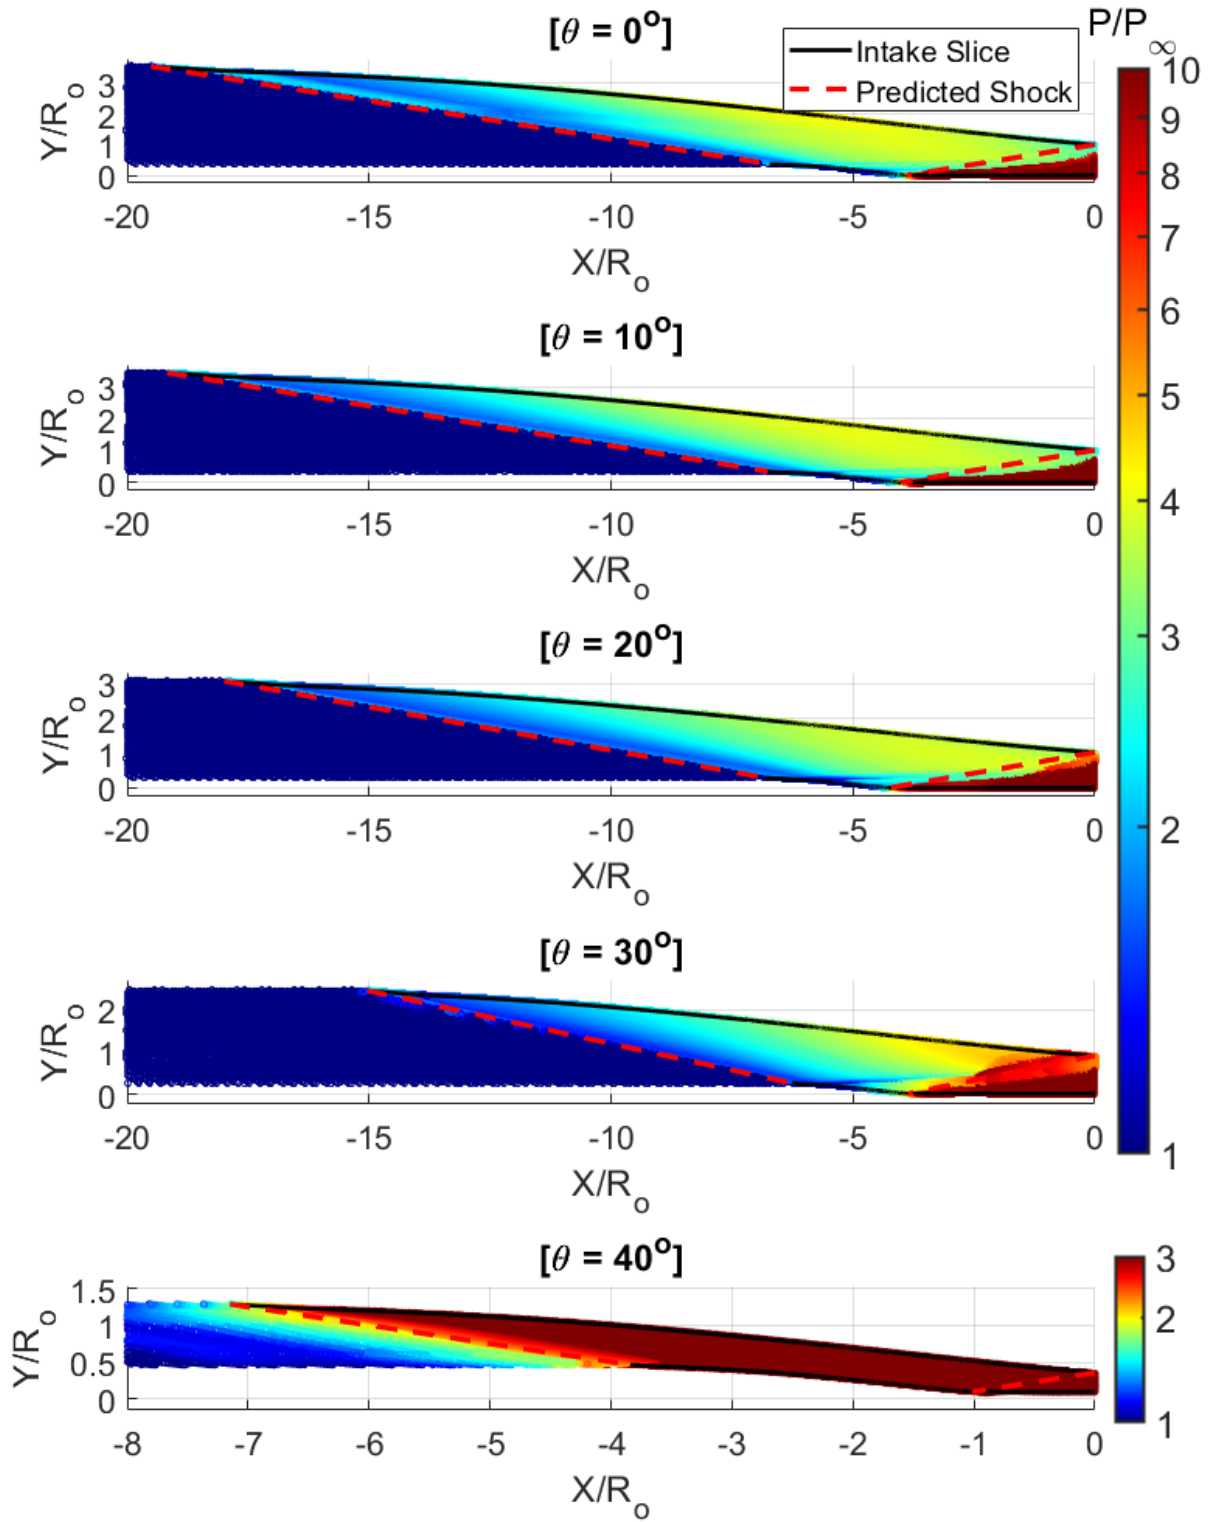 [θ = 0°]
P/P∞
Intake Slice
Predicted Shock
Y/Ro
3
2
1
0
-20 -15 -10 -5 0
X/Ro
[θ = 10°]
Y/Ro
3
2
1
0
-20 -15 -10 -5 0
X/Ro
[θ = 20°]
Y/Ro
3
2
1
0
-20 -15 -10 -5 0
X/Ro
[θ = 30°]
Y/Ro
2
1
0
-20 -15 -10 -5 0
X/Ro
10
9
8
7
6
5
4
3
2
1
[θ = 40°]
Y/Ro
1.5
1
0.5
0
-8 -7 -6 -5 -4 -3 -2 -1 0
X/Ro
3
2
1